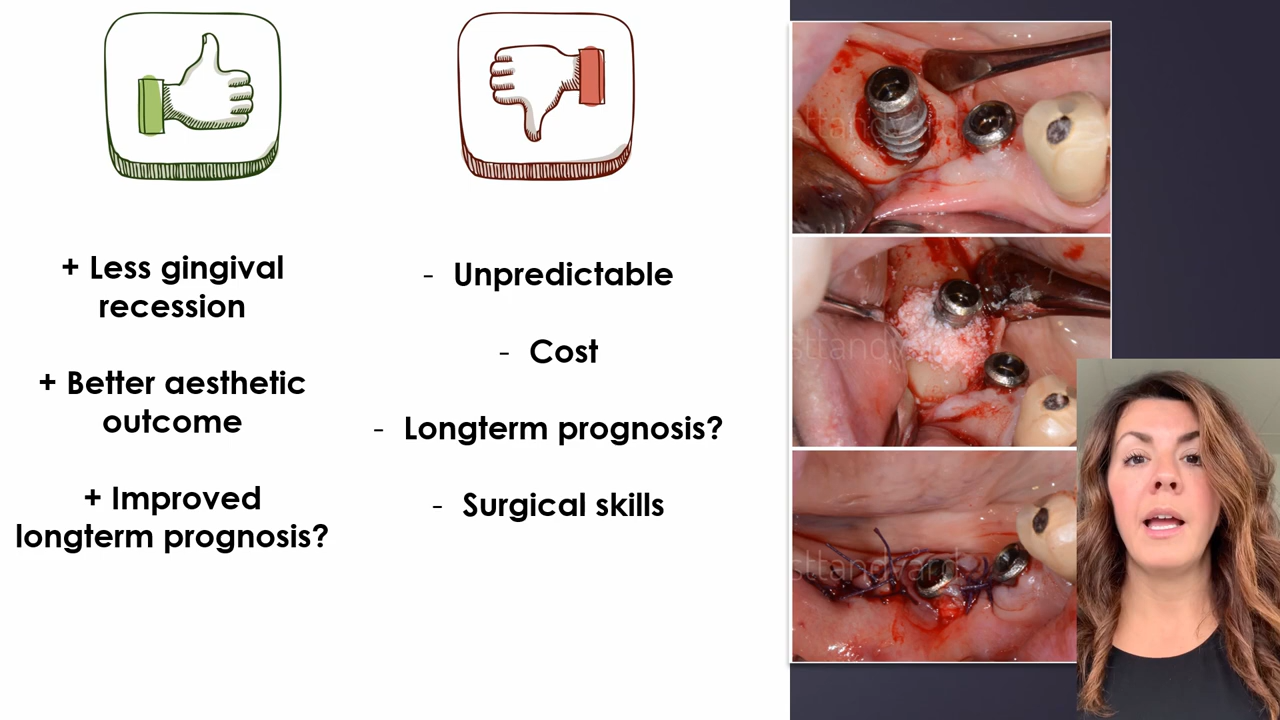 + Less gingival
recession
+ Better aesthetic
outcome
+ Improved
longterm prognosis?
- Unpredictable
- Cost
- Longterm prognosis?
- Surgical skills